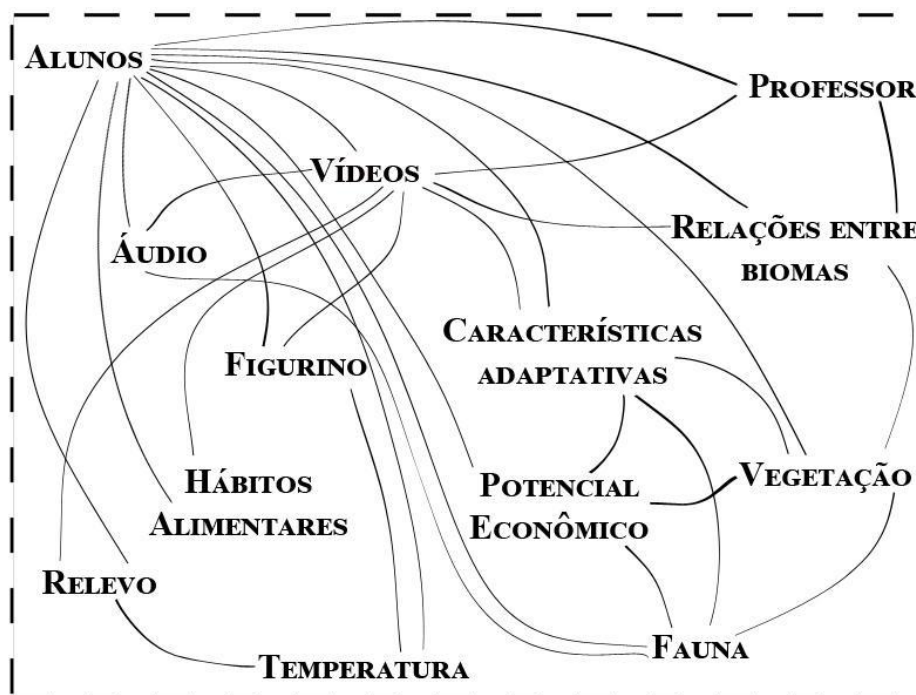 Alunos
Professor
Vídeos
Relações entre
biomas
Áudio
Características
adaptativas
Figurino
Hábitos
Alimentares
Potencial
Econômico
Vegetação
Relevo
Fauna
Temperatura